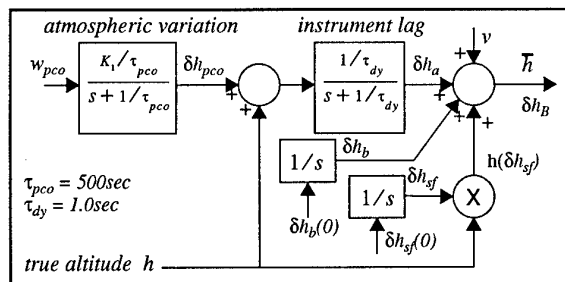 atmospheric variation
instrument lag
w_pco
K₁/τ_pco
s + 1/τ_pco
δh_pco
+
+
1/τ_dy
s + 1/τ_dy
δh_a
v
+
+
+
+
h̅
δh_B
1/s
δh_b
δh_b(0)
1/s
δh_sf
δh_sf(0)
h(δh_sf)
X
τ_pco = 500sec
τ_dy = 1.0sec
true altitude h